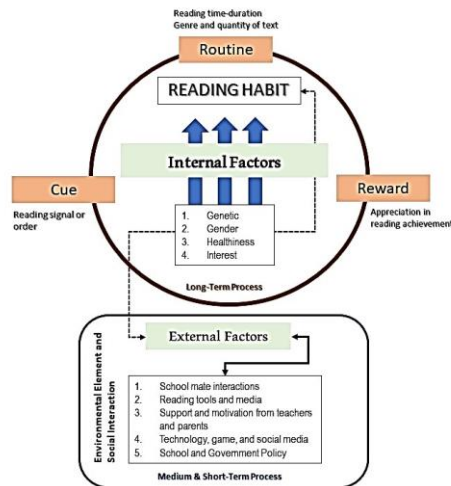 Reading time-duration
Genre and quantity of text
Routine
READING HABIT
Internal Factors
Cue
Reading signal or
order
Reward
Appreciation in
reading achievement
1. Genetic
2. Gender
3. Healthiness
4. Interest
Long-Term Process
Environmental Element and
Social Interaction
External Factors
1. School mate interactions
2. Reading tools and media
3. Support and motivation from teachers
and parents
4. Technology, game, and social media
5. School and Government Policy
Medium & Short-Term Process